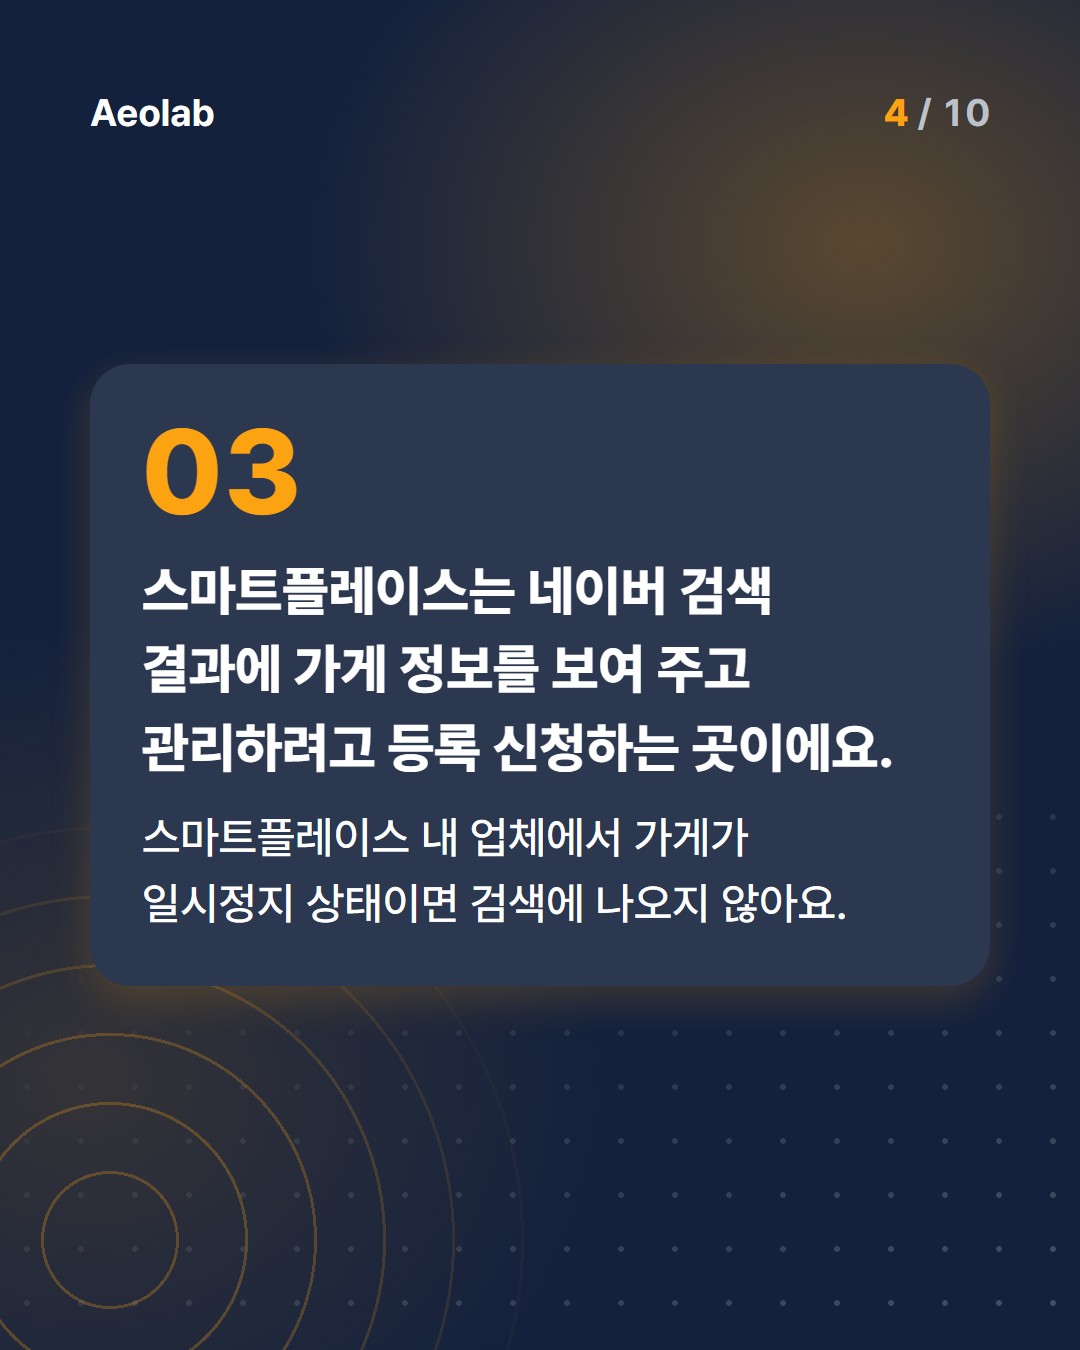 Aeolab
4 / 10
03
스마트플레이스는 네이버 검색
결과에 가게 정보를 보여 주고
관리하려고 등록 신청하는 곳이에요.
스마트플레이스 내 업체에서 가게가
일시정지 상태이면 검색에 나오지 않아요.